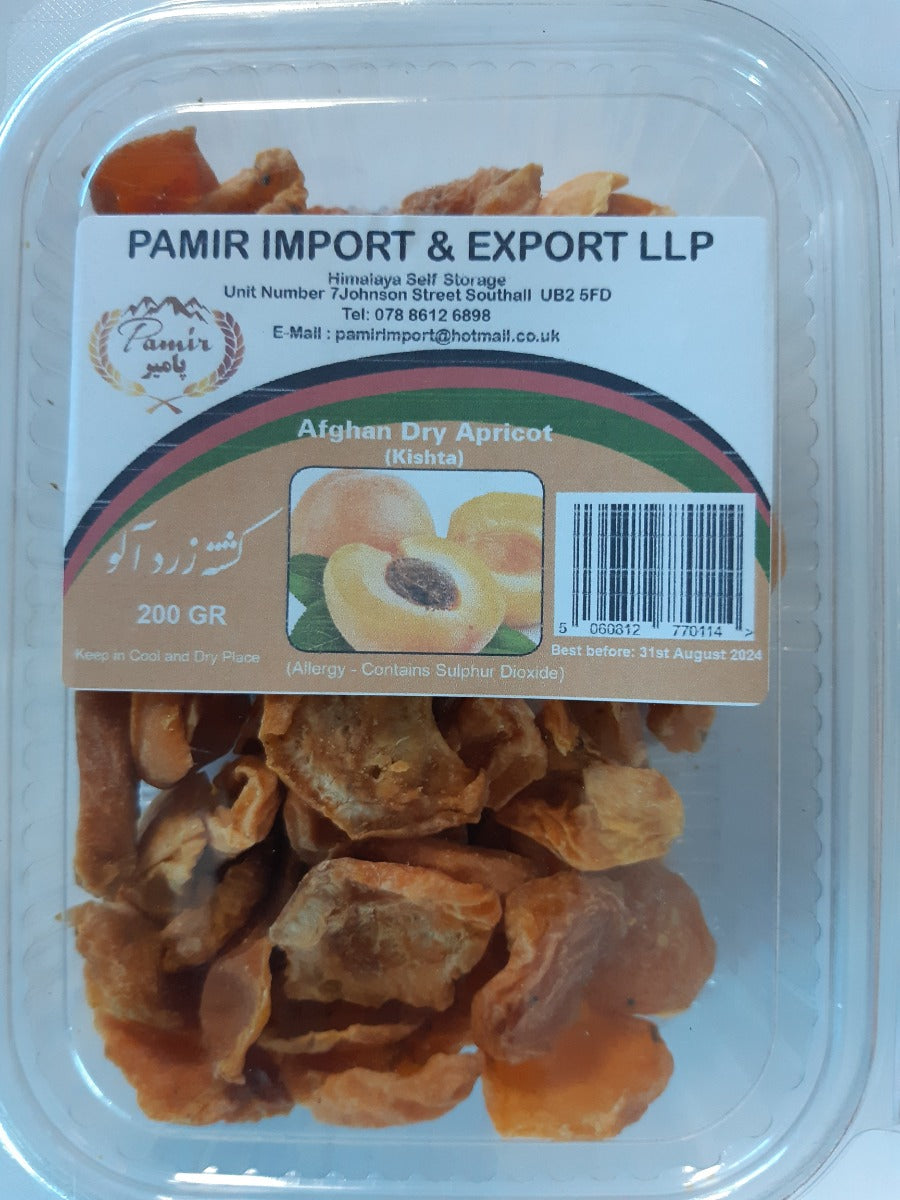 PAMIR IMPORT & EXPORT LLP
Himalaya Self Storage
Unit Number 7Johnson Street Southall UB2 5FD
Tel: 078 8612 6898
E-Mail : pamirimport@hotmail.co.uk
Pamir
پامیر
Afghan Dry Apricot
(Kishta)
کشته زرد آلو
200 GR
Keep in Cool and Dry Place
(Allergy - Contains Sulphur Dioxide)
5 060812 770114 >
Best before: 31st August 2024